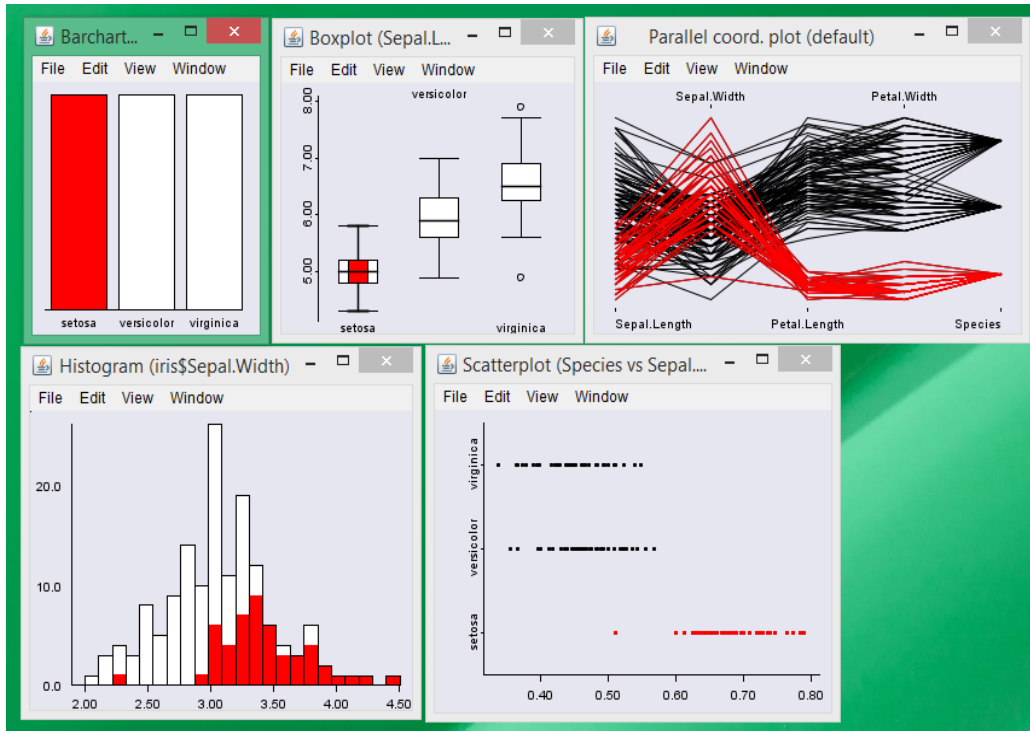 Barchart...
File Edit View Window
setosa versicolor virginica
Boxplot (Sepal.L...
File Edit View Window
versicolor
8.00
7.00
6.00
5.00
setosa virginica
Parallel coord. plot (default)
File Edit View Window
Sepal.Width Petal.Width
Sepal.Length Petal.Length Species
Histogram (iris$Sepal.Width)
File Edit View Window
20.0
10.0
0.0
2.00 2.50 3.00 3.50 4.00 4.50
Scatterplot (Species vs Sepal....
File Edit View Window
virginica
versicolor
setosa
0.40 0.50 0.60 0.70 0.80